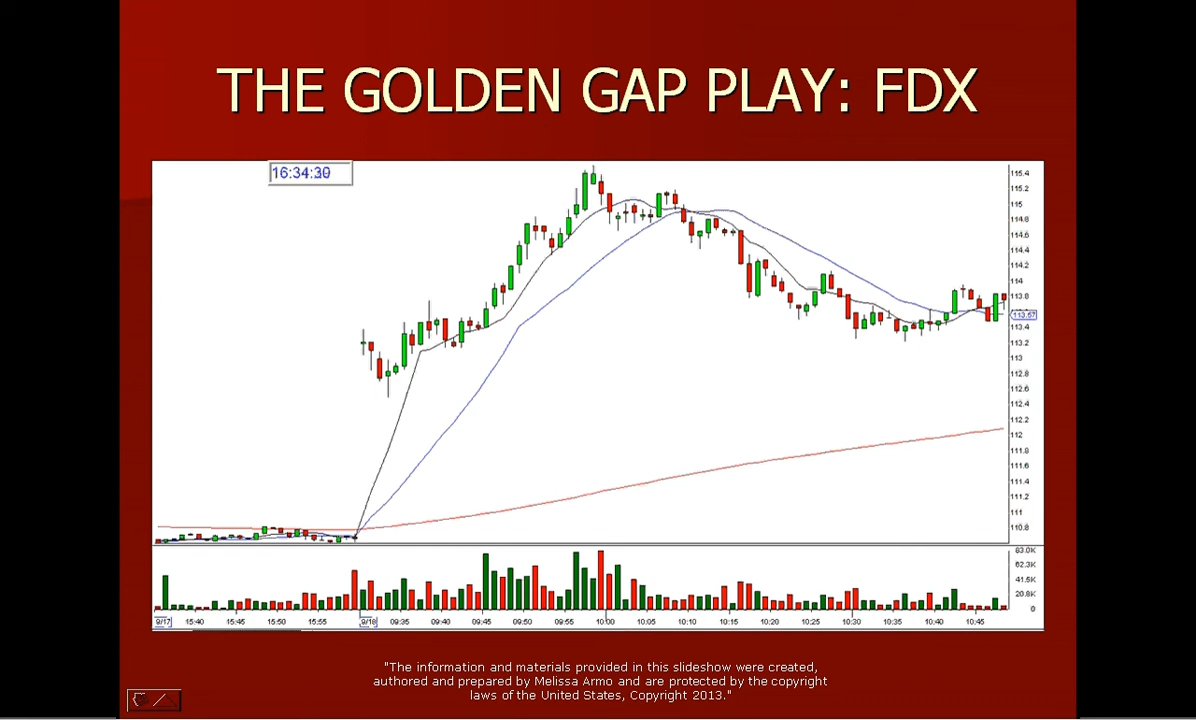 THE GOLDEN GAP PLAY: FDX
16:34:30
115.4
115.2
115
114.8
114.6
114.4
114.2
114
113.8
113.57
113.4
113.2
113
112.8
112.6
112.4
112.2
112
111.8
111.6
111.4
111.2
111
110.8
83.0K
62.3K
41.5K
20.8K
0
9/17 15:40 15:45 15:50 15:55 9/18 09:35 09:40 09:45 09:50 09:55 10:00 10:05 10:10 10:15 10:20 10:25 10:30 10:35 10:40 10:45
"The information and materials provided in this slideshow were created,
authored and prepared by Melissa Armo and are protected by the copyright
laws of the United States, Copyright 2013."